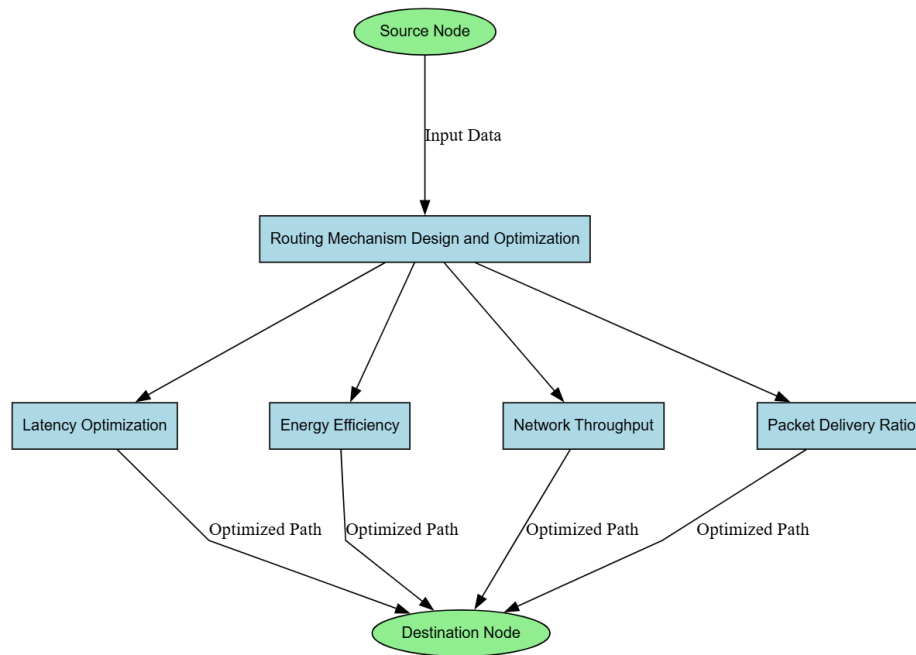 Source Node
Input Data
Routing Mechanism Design and Optimization
Latency Optimization
Energy Efficiency
Network Throughput
Packet Delivery Ratio
Optimized Path
Optimized Path
Optimized Path
Optimized Path
Destination Node